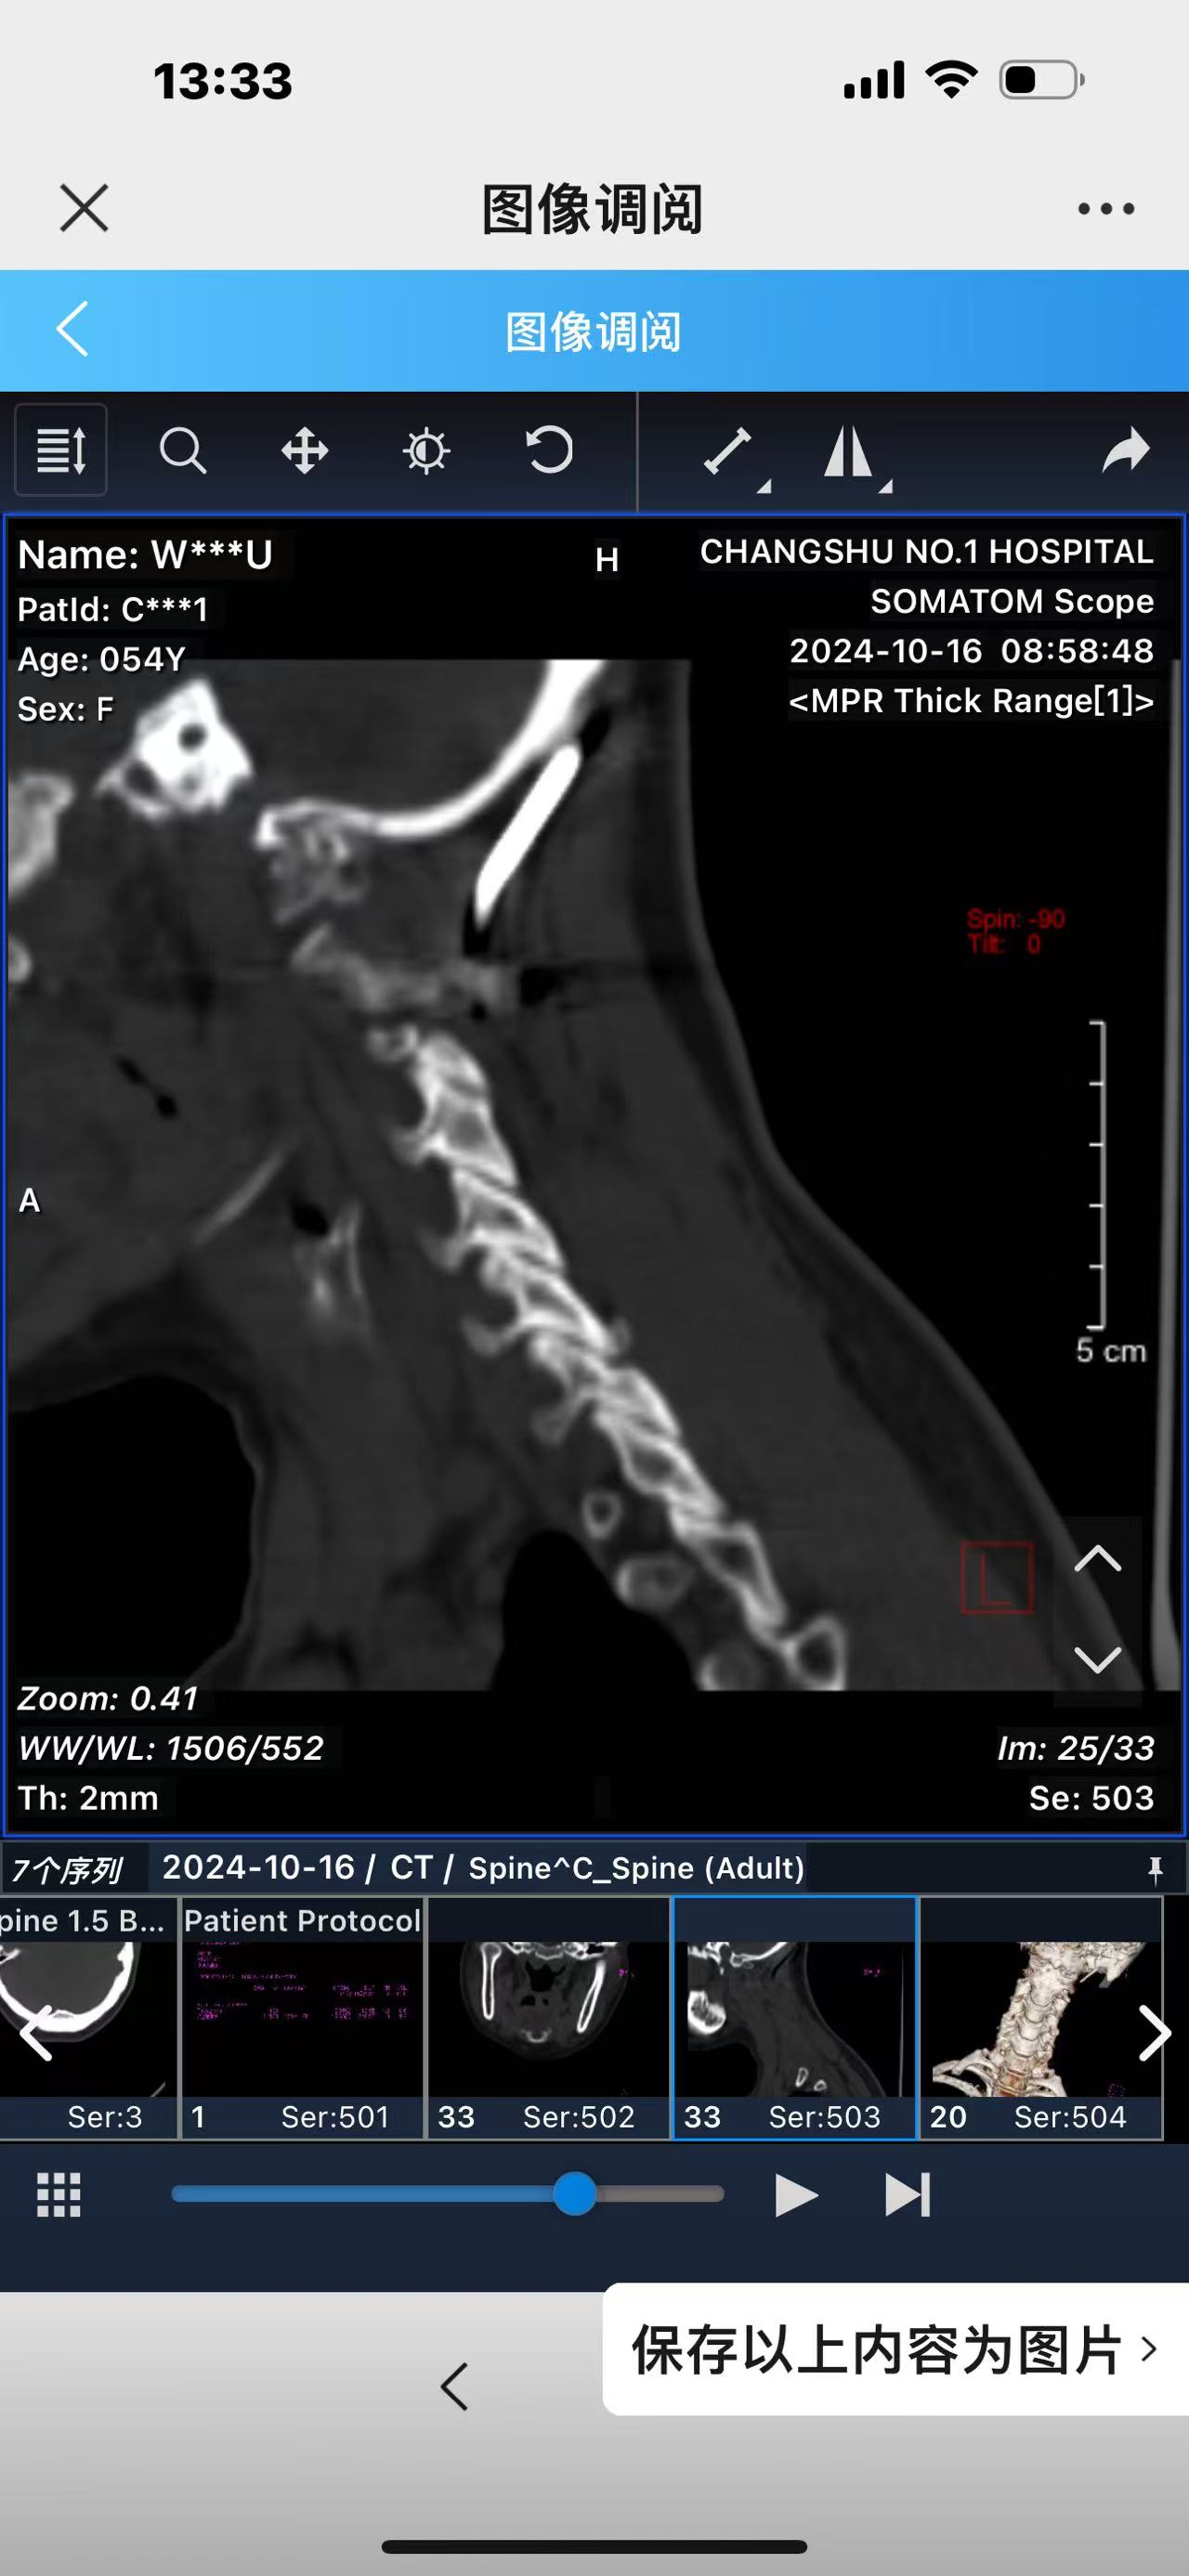 13:33
图像调阅
图像调阅
Name: W***U
H
CHANGSHU NO.1 HOSPITAL
PatId: C***1
SOMATOM Scope
Age: 054Y
2024-10-16 08:58:48
Sex: F
<MPR Thick Range[1]>
Spin: -90
Tilt: 0
A
5 cm
L
Zoom: 0.41
WW/WL: 1506/552
Im: 25/33
Th: 2mm
Se: 503
7个序列
2024-10-16 / CT / Spine^C_Spine (Adult)
pine 1.5 B...
Patient Protocol
Ser:3
1 Ser:501
33 Ser:502
33 Ser:503
20 Ser:504
保存以上内容为图片